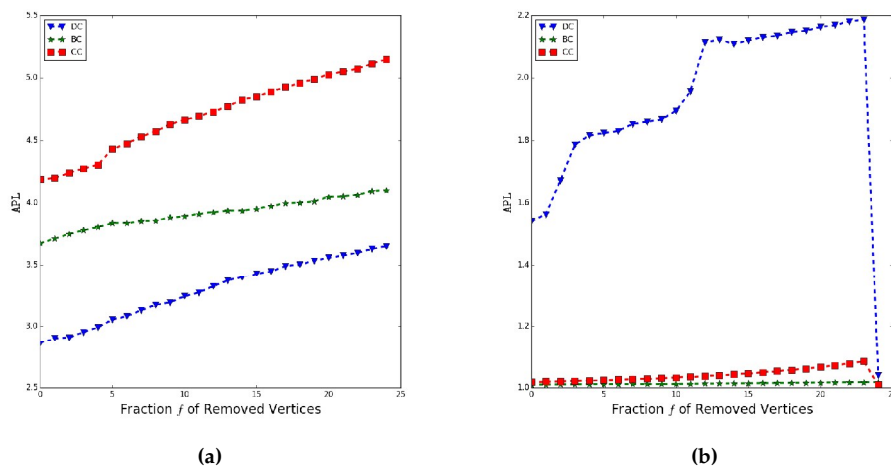 5.5
5.0
4.5
4.0
3.5
3.0
2.5
APL
DC
BC
CC
0 5 10 15 20 25
Fraction f of Removed Vertices
(a)
2.2
2.0
1.8
1.6
1.4
1.2
1.0
APL
DC
BC
CC
0 5 10 15 20
Fraction f of Removed Vertices
(b)